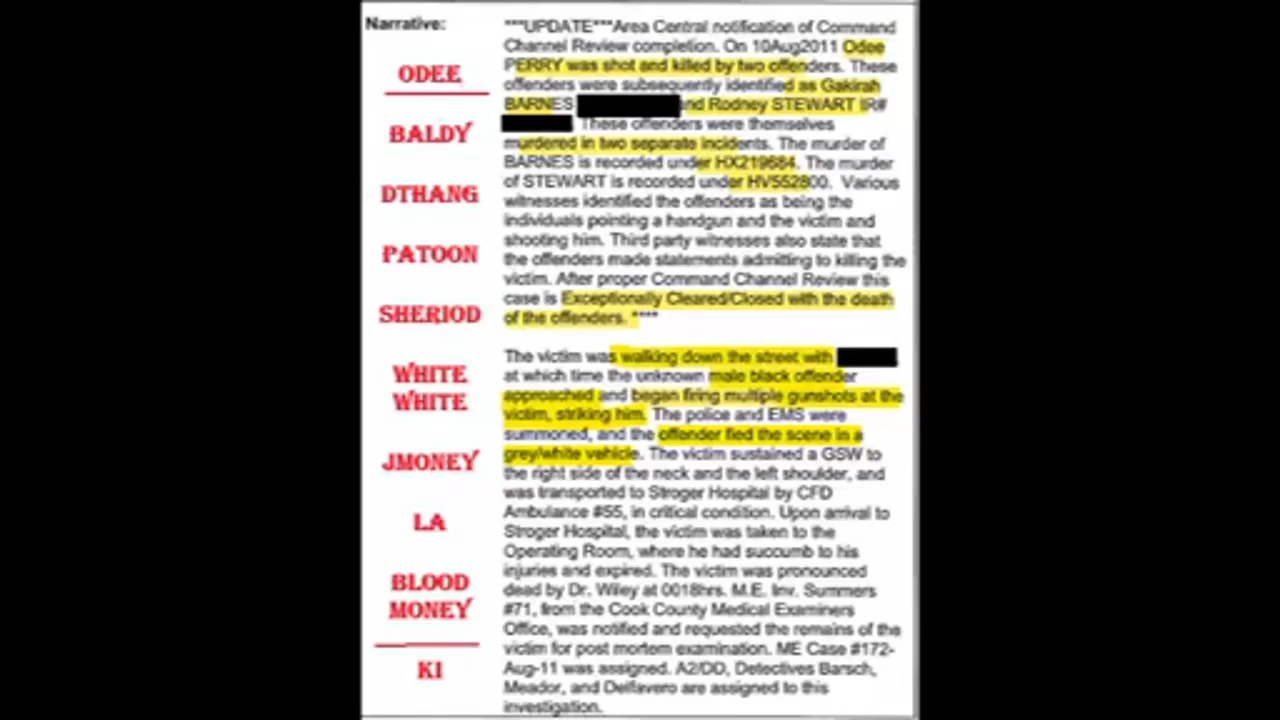 Narrative:
ODEE
BALDY
DTHANG
PATOON
SHERIOD
WHITE
WHITE
JMONEY
LA
BLOOD
MONEY
KI
***UPDATE***Area Central notification of Command
Channel Review completion. On 10Aug2011 Odee
PERRY was shot and killed by two offenders. These
offenders were subsequently identified as Gakirah
BARNES and Rodney STEWART IR#
These offenders were themselves
murdered in two separate incidents. The murder of
BARNES is recorded under HX219684. The murder
of STEWART is recorded under HV552800. Various
witnesses identified the offenders as being the
individuals pointing a handgun and the victim and
shooting him. Third party witnesses also state that
the offenders made statements admitting to killing the
victim. After proper Command Channel Review this
case is Exceptionally Cleared/Closed with the death
of the offenders. ****
The victim was walking down the street with
at which time the unknown male black offender
approached and began firing multiple gunshots at the
victim, striking him. The police and EMS were
summoned, and the offender fled the scene in a
grey/white vehicle. The victim sustained a GSW to
the right side of the neck and the left shoulder, and
was transported to Stroger Hospital by CFD
Ambulance #55, in critical condition. Upon arrival to
Stroger Hospital, the victim was taken to the
Operating Room, where he had succumb to his
injuries and expired. The victim was pronounced
dead by Dr. Wiley at 0018hrs. M.E. Inv. Summers
#71, from the Cook County Medical Examiners
Office, was notified and requested the remains of the
victim for post mortem examination. ME Case #172-
Aug-11 was assigned. A2/DD, Detectives Barsch,
Meador, and Delfavero are assigned to this
investigation.